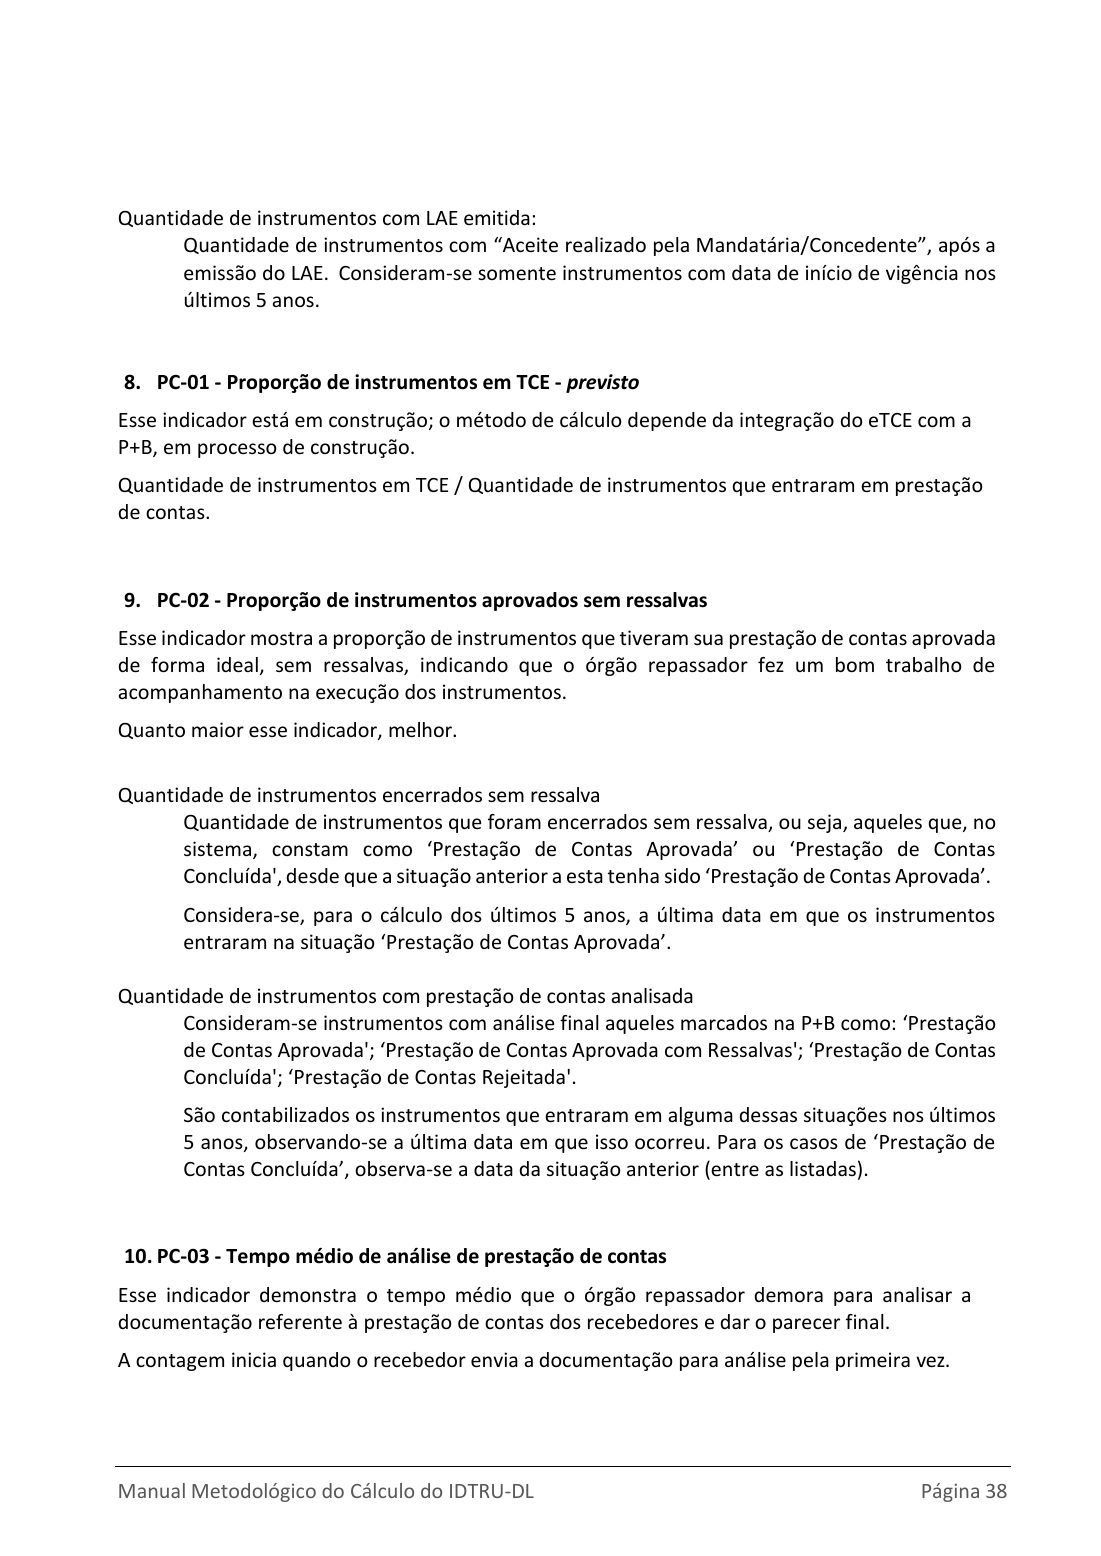 Quantidade de instrumentos com LAE emitida:
Quantidade de instrumentos com “Aceite realizado pela Mandatária/Concedente”, após a
emissão do LAE. Consideram-se somente instrumentos com data de início de vigência nos
últimos 5 anos.
8. PC-01 - Proporção de instrumentos em TCE - previsto
Esse indicador está em construção; o método de cálculo depende da integração do eTCE com a
P+B, em processo de construção.
Quantidade de instrumentos em TCE / Quantidade de instrumentos que entraram em prestação
de contas.
9. PC-02 - Proporção de instrumentos aprovados sem ressalvas
Esse indicador mostra a proporção de instrumentos que tiveram sua prestação de contas aprovada
de forma ideal, sem ressalvas, indicando que o órgão repassador fez um bom trabalho de
acompanhamento na execução dos instrumentos.
Quanto maior esse indicador, melhor.
Quantidade de instrumentos encerrados sem ressalva
Quantidade de instrumentos que foram encerrados sem ressalva, ou seja, aqueles que, no
sistema, constam como ‘Prestação de Contas Aprovada’ ou ‘Prestação de Contas
Concluída', desde que a situação anterior a esta tenha sido ‘Prestação de Contas Aprovada’.
Considera-se, para o cálculo dos últimos 5 anos, a última data em que os instrumentos
entraram na situação ‘Prestação de Contas Aprovada’.
Quantidade de instrumentos com prestação de contas analisada
Consideram-se instrumentos com análise final aqueles marcados na P+B como: ‘Prestação
de Contas Aprovada'; ‘Prestação de Contas Aprovada com Ressalvas'; ‘Prestação de Contas
Concluída'; ‘Prestação de Contas Rejeitada'.
São contabilizados os instrumentos que entraram em alguma dessas situações nos últimos
5 anos, observando-se a última data em que isso ocorreu. Para os casos de ‘Prestação de
Contas Concluída’, observa-se a data da situação anterior (entre as listadas).
10. PC-03 - Tempo médio de análise de prestação de contas
Esse indicador demonstra o tempo médio que o órgão repassador demora para analisar a
documentação referente à prestação de contas dos recebedores e dar o parecer final.
A contagem inicia quando o recebedor envia a documentação para análise pela primeira vez.
Manual Metodológico do Cálculo do IDTRU-DL Página 38